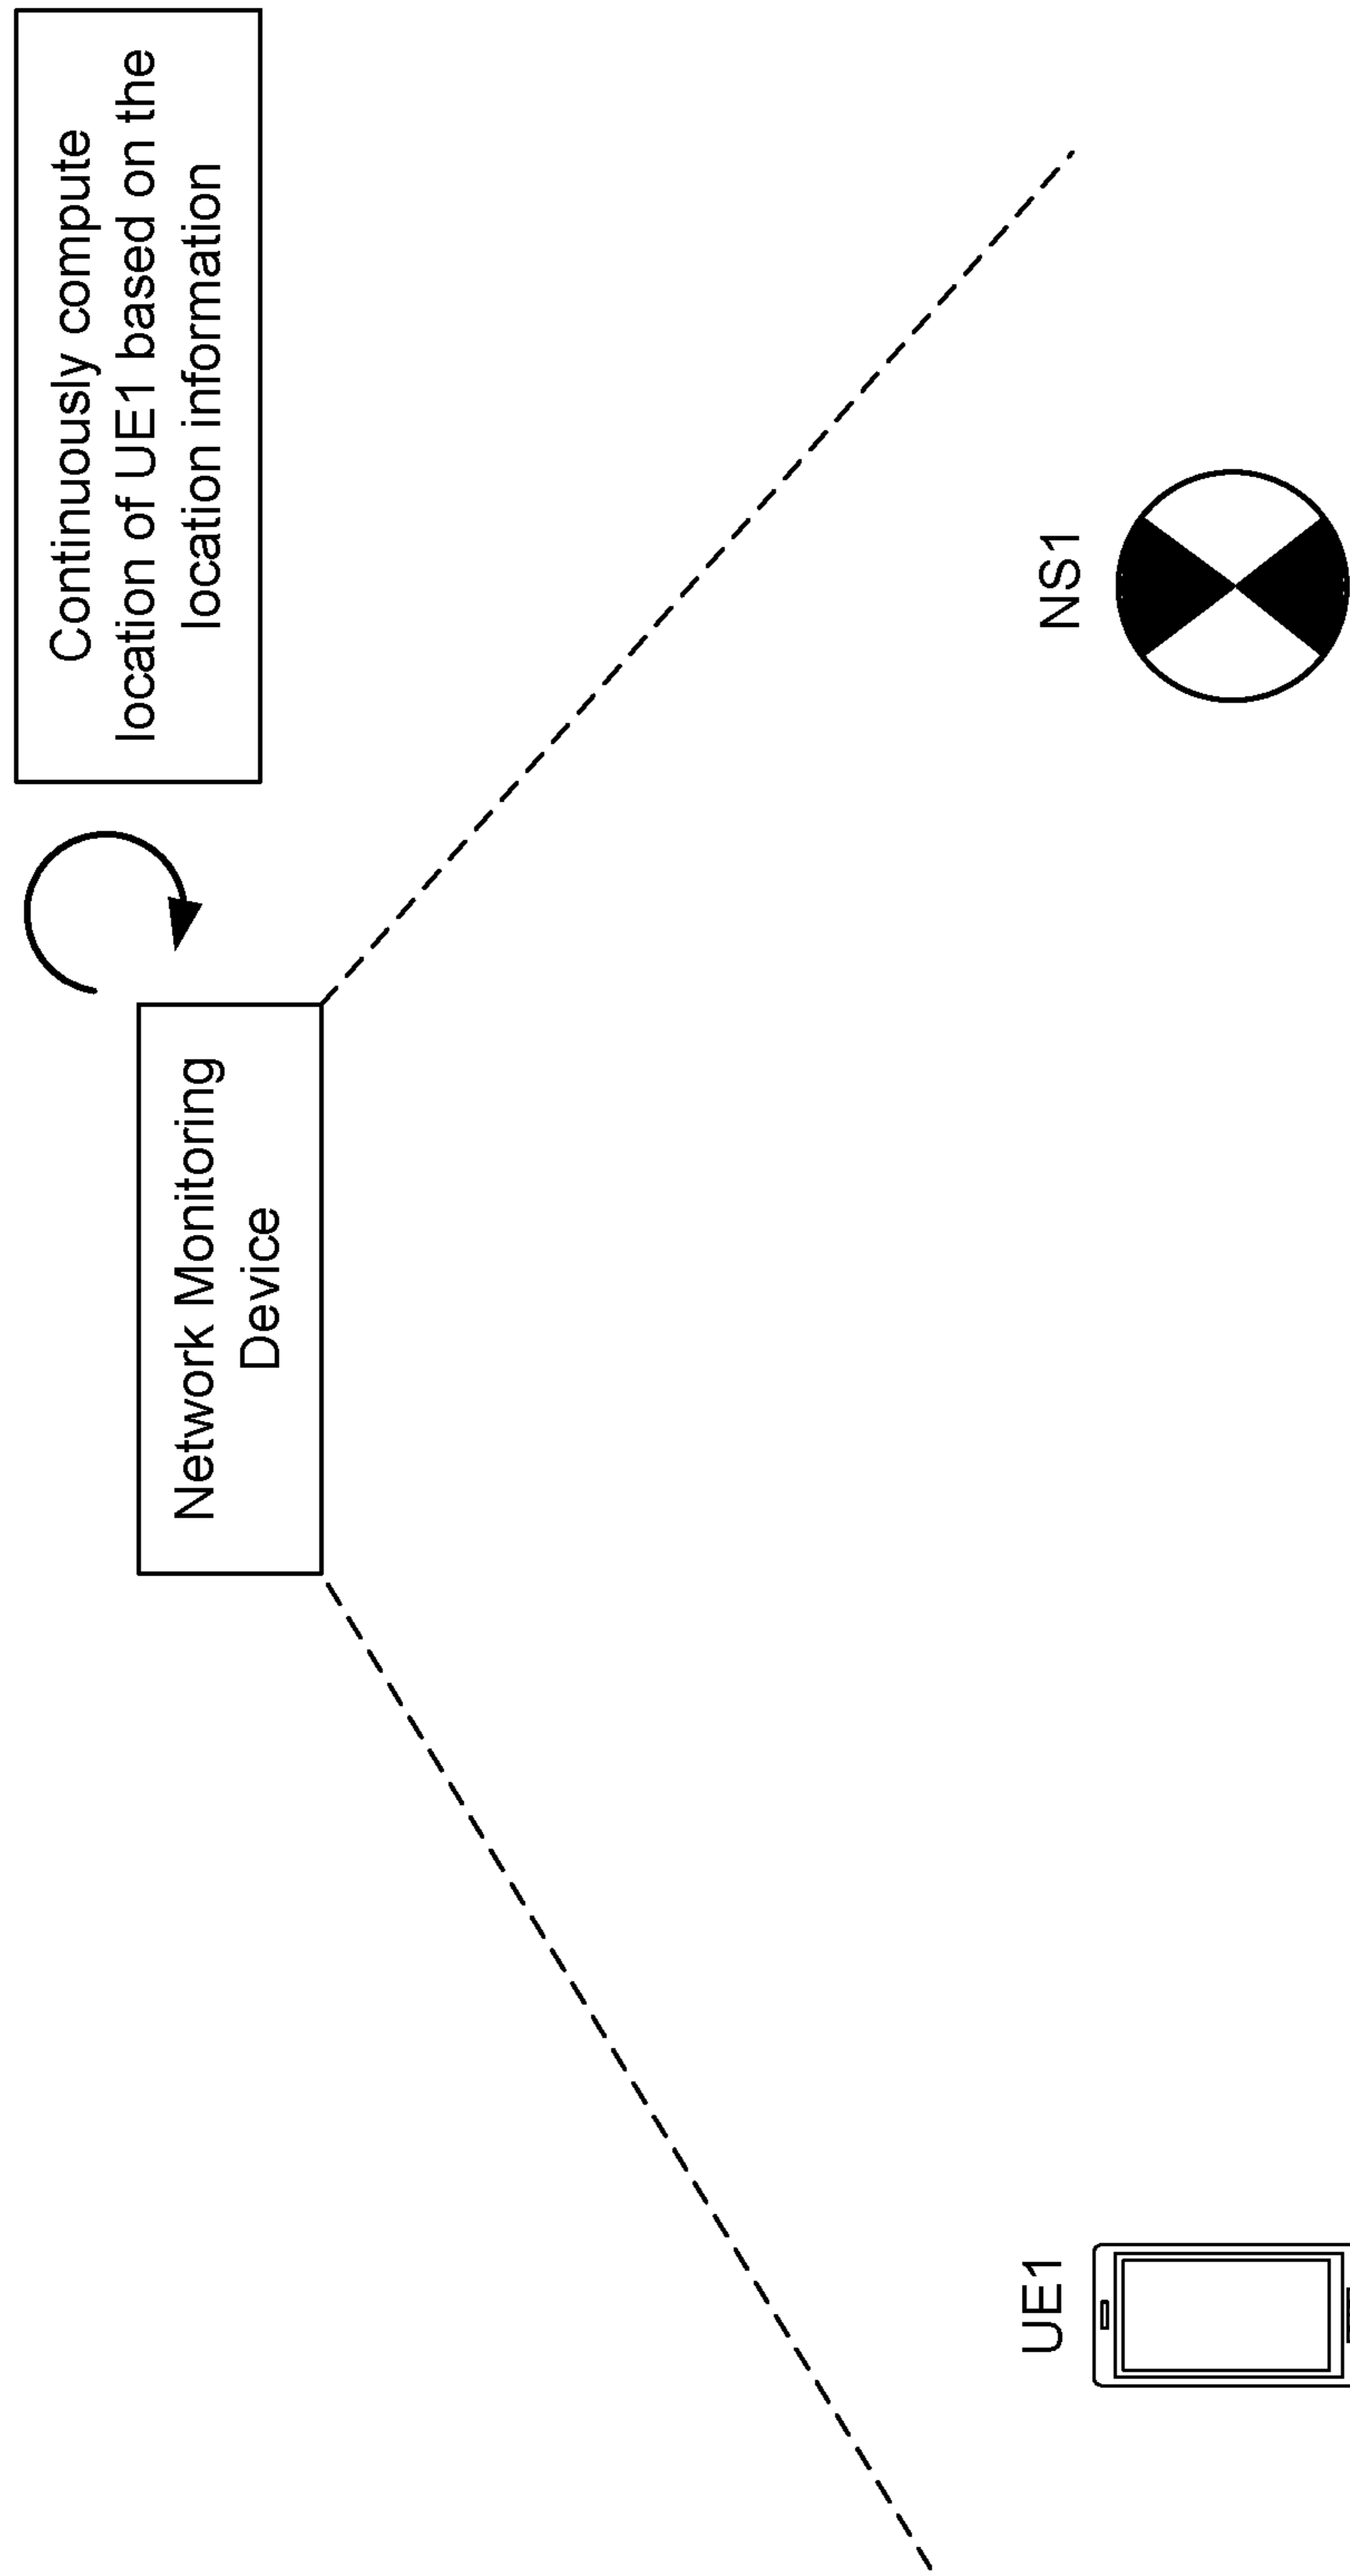 Continuously compute
location of UE1 based on the
location information
Network Monitoring
Device
NS1
UE1